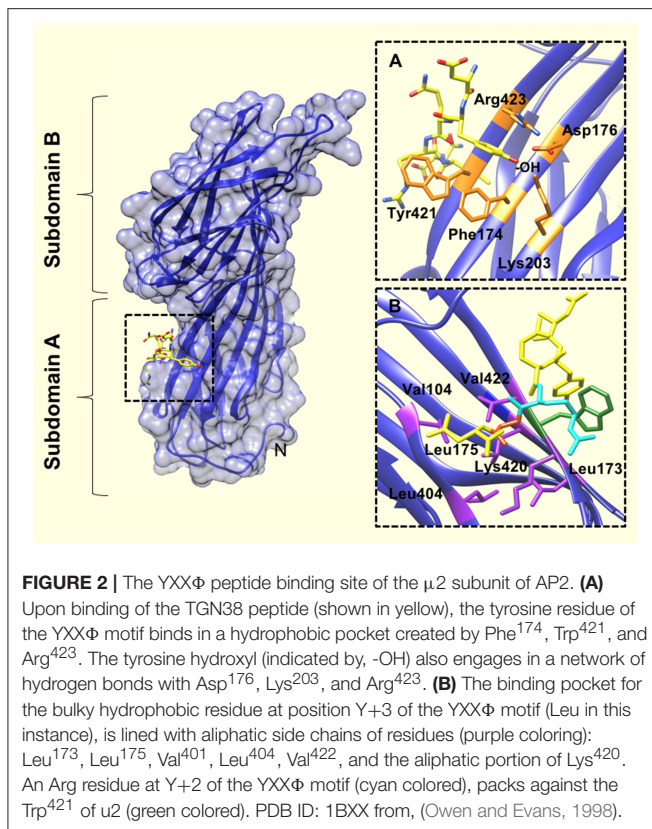 Subdomain B
Subdomain A
N
A
Arg423
Asp176
-OH
Tyr421
Phe174
Lys203
B
Val422
Val104
Leu175
Lys420
Leu173
Leu404
FIGURE 2 | The YXXΦ peptide binding site of the μ2 subunit of AP2. (A)
Upon binding of the TGN38 peptide (shown in yellow), the tyrosine residue of
the YXXΦ motif binds in a hydrophobic pocket created by Phe174, Trp421, and
Arg423. The tyrosine hydroxyl (indicated by, -OH) also engages in a network of
hydrogen bonds with Asp176, Lys203, and Arg423. (B) The binding pocket for
the bulky hydrophobic residue at position Y+3 of the YXXΦ motif (Leu in this
instance), is lined with aliphatic side chains of residues (purple coloring):
Leu173, Leu175, Val401, Leu404, Val422, and the aliphatic portion of Lys420.
An Arg residue at Y+2 of the YXXΦ motif (cyan colored), packs against the
Trp421 of u2 (green colored). PDB ID: 1BXX from, (Owen and Evans, 1998).